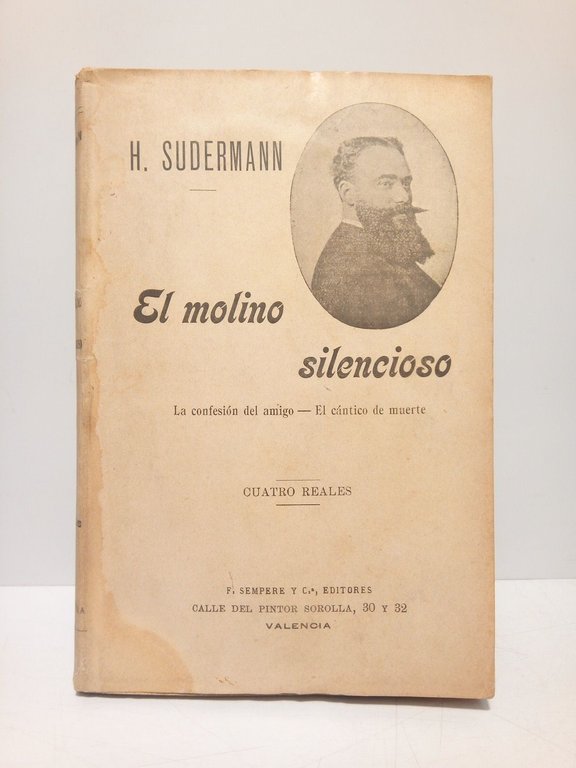 H. SUDERMANN
El molino
silencioso
La confesión del amigo — El cántico de muerte
CUATRO REALES
F. SEMPERE Y C.ª, EDITORES
CALLE DEL PINTOR SOROLLA, 30 Y 32
VALENCIA